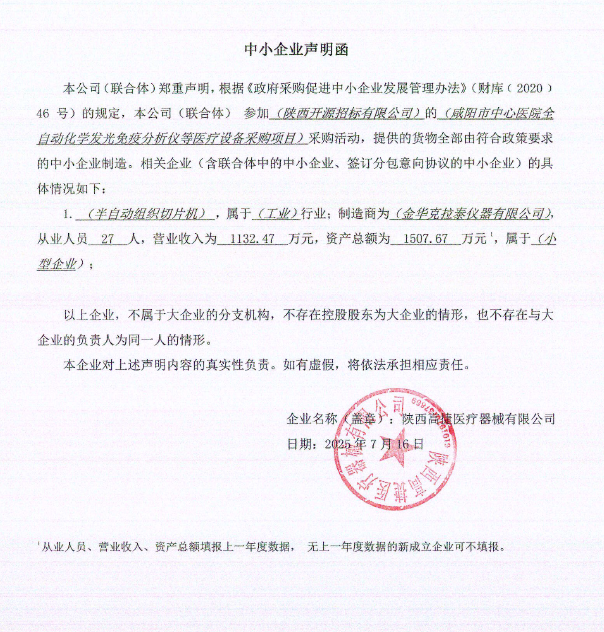 中小企业声明函
本公司（联合体）郑重声明，根据《政府采购促进中小企业发展管理办法》（财库﹝2020﹞
46 号）的规定，本公司（联合体） 参加（陕西开源招标有限公司）的（咸阳市中心医院全
自动化学发光免疫分析仪等医疗设备采购项目）采购活动，提供的货物全部由符合政策要求
的中小企业制造。相关企业（含联合体中的中小企业、签订分包意向协议的中小企业）的具
体情况如下：
1. （半自动组织切片机），属于（工业）行业；制造商为（金华克拉泰仪器有限公司），
从业人员 27 人，营业收入为 1132.47 万元，资产总额为 1507.67 万元¹，属于（小
型企业）；
以上企业，不属于大企业的分支机构，不存在控股股东为大企业的情形，也不存在与大
企业的负责人为同一人的情形。
本企业对上述声明内容的真实性负责。如有虚假，将依法承担相应责任。
企业名称（盖章）：陕西高捷医疗器械有限公司
日期：2025 年 7 月 16 日
陕西高捷医疗器械有限公司
¹从业人员、营业收入、资产总额填报上一年度数据， 无上一年度数据的新成立企业可不填报。